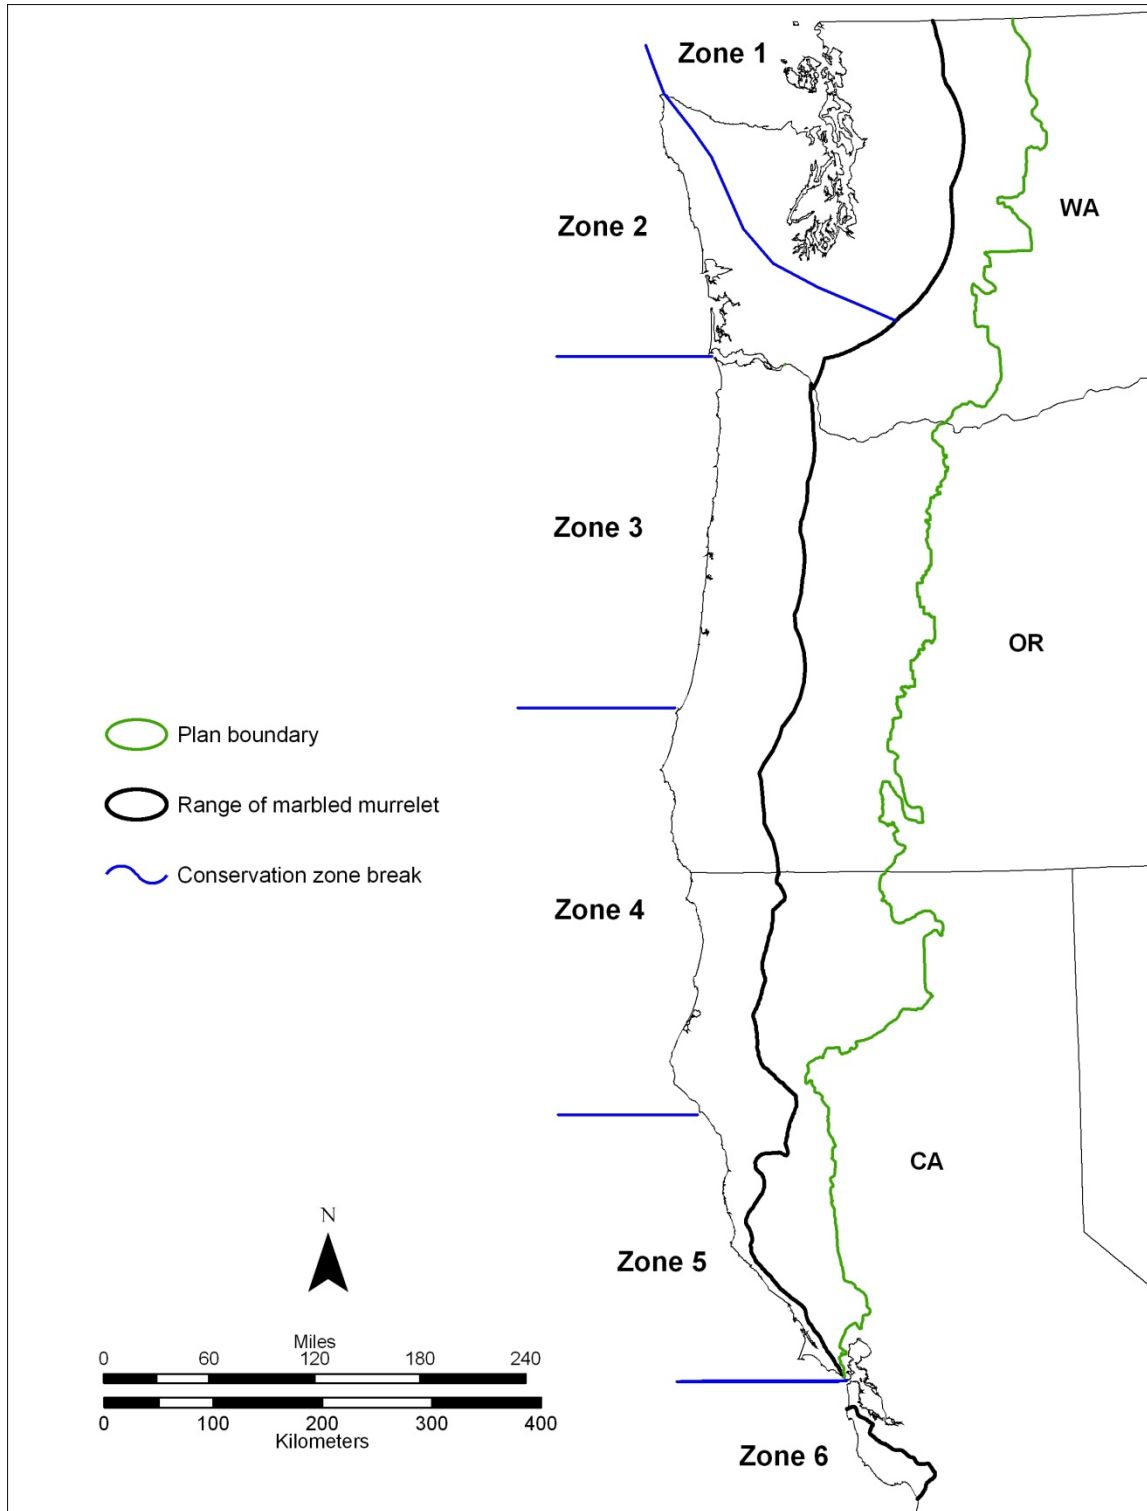 Zone 1
WA
Zone 2
Zone 3
OR
Plan boundary
Range of marbled murrelet
Conservation zone break
Zone 4
CA
N
Zone 5
Miles
0 60 120 180 240
0 100 200 300 400
Kilometers
Zone 6